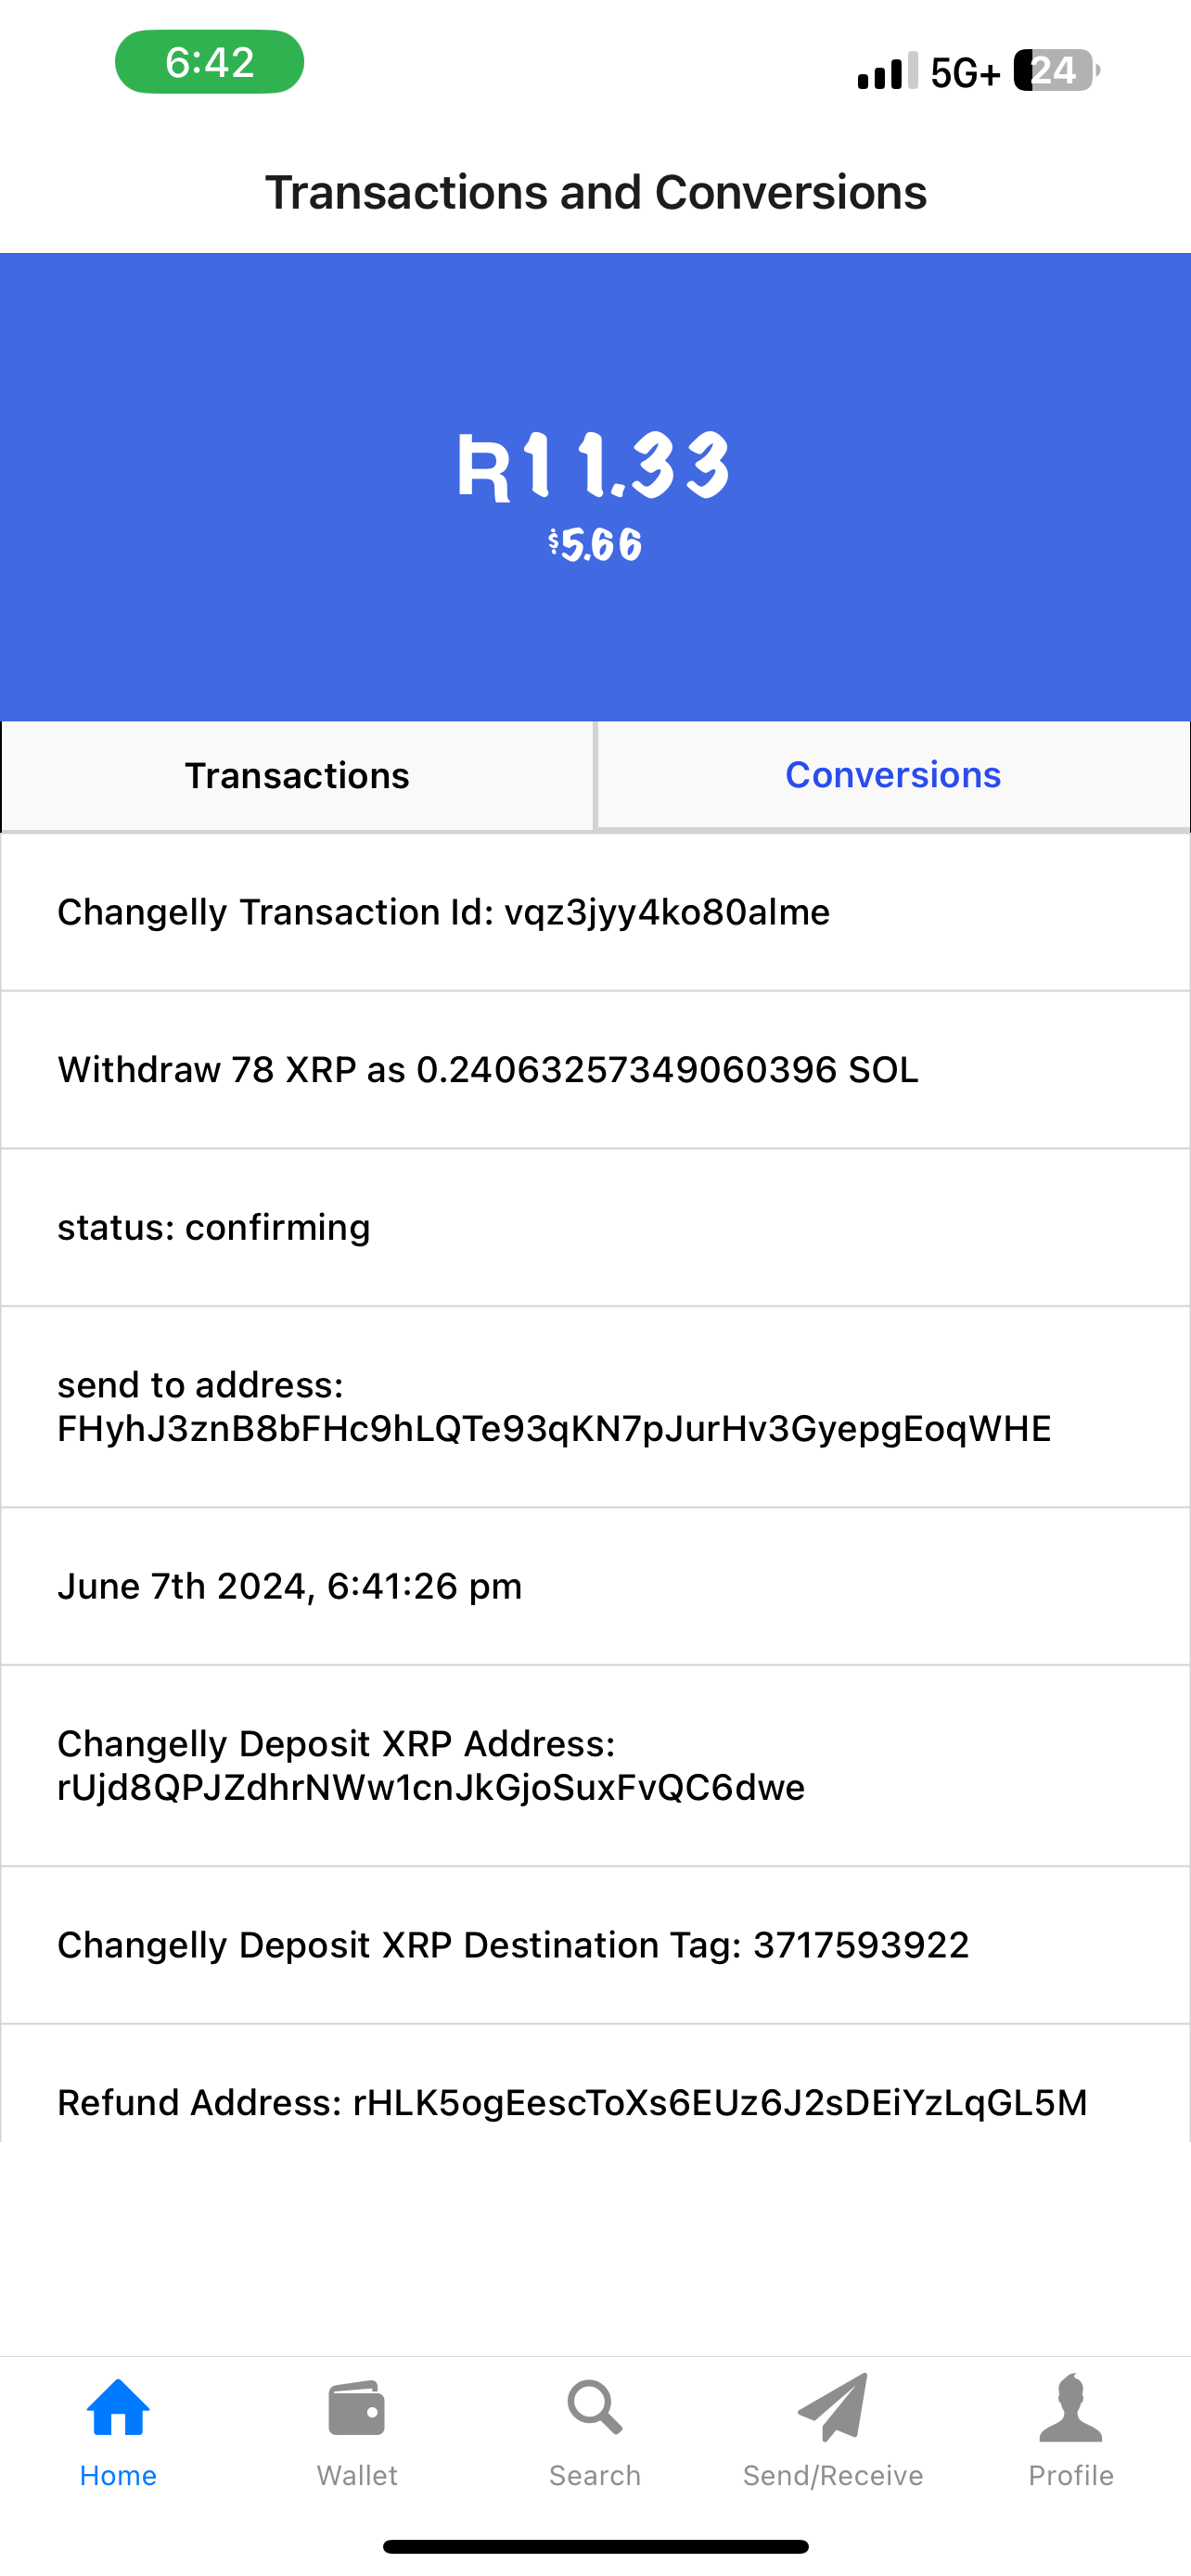 6:42
5G+ 24
Transactions and Conversions
R11.33
$5.66
Transactions
Conversions
Changelly Transaction Id: vqz3jyy4ko80alme
Withdraw 78 XRP as 0.24063257349060396 SOL
status: confirming
send to address:
FHyhJ3znB8bFHc9hLQTe93qKN7pJurHv3GyepgEoqWHE
June 7th 2024, 6:41:26 pm
Changelly Deposit XRP Address:
rUjd8QPJZdhrNWw1cnJkGjoSuxFvQC6dwe
Changelly Deposit XRP Destination Tag: 3717593922
Refund Address: rHLK5ogEescToXs6EUz6J2sDEiYzLqGL5M
Home
Wallet
Search
Send/Receive
Profile